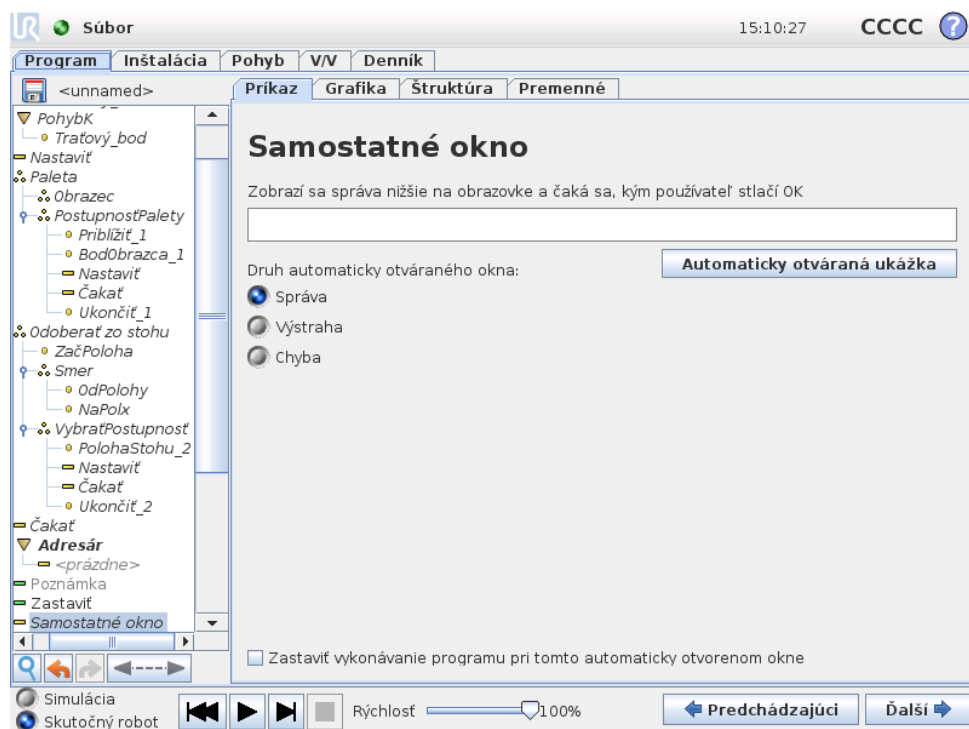 UR Súbor 15:10:27 CCCC ?
Program Inštalácia Pohyb V/V Denník
<unnamed>
Príkaz Grafika Štruktúra Premenné
PohybK
Traťový_bod
Nastaviť
Paleta
Obrazec
PostupnosťPalety
Priblížiť_1
BodObrazca_1
Nastaviť
Čakať
Ukončiť_1
Odoberať zo stohu
ZačPoloha
Smer
OdPolohy
NaPolx
VybraťPostupnosť
PolohaStohu_2
Nastaviť
Čakať
Ukončiť_2
Čakať
Adresár
<prázdne>
Poznámka
Zastaviť
Samostatné okno
Samostatné okno
Zobrazí sa správa nižšie na obrazovke a čaká sa, kým používateľ stlačí OK
Druh automaticky otváraného okna:
Automaticky otváraná ukážka
Správa
Výstraha
Chyba
Zastaviť vykonávanie programu pri tomto automaticky otvorenom okne
Simulácia
Skutočný robot
Rýchlosť 100%
Predchádzajúci
Ďalší